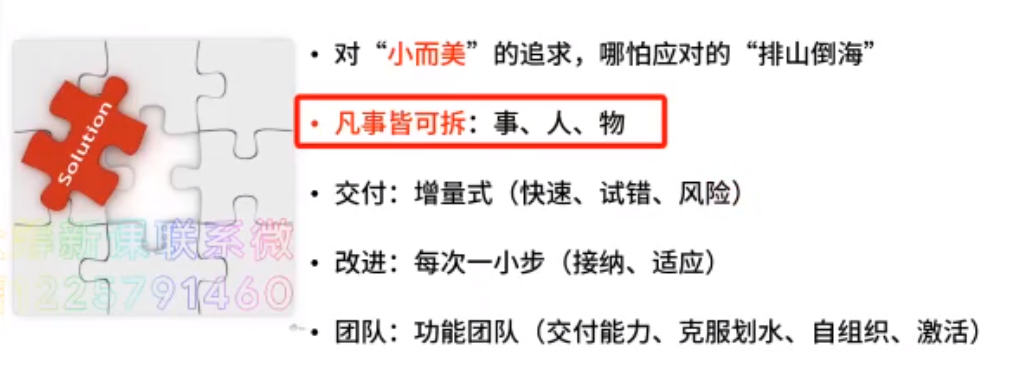 • 对“小而美”的追求，哪怕应对的“排山倒海”
• 凡事皆可拆：事、人、物
Solution
• 交付：增量式（快速、试错、风险）
新课联系微
• 改进：每次一小步（接纳、适应）
1225791460
• 团队：功能团队（交付能力、克服划水、自组织、激活）